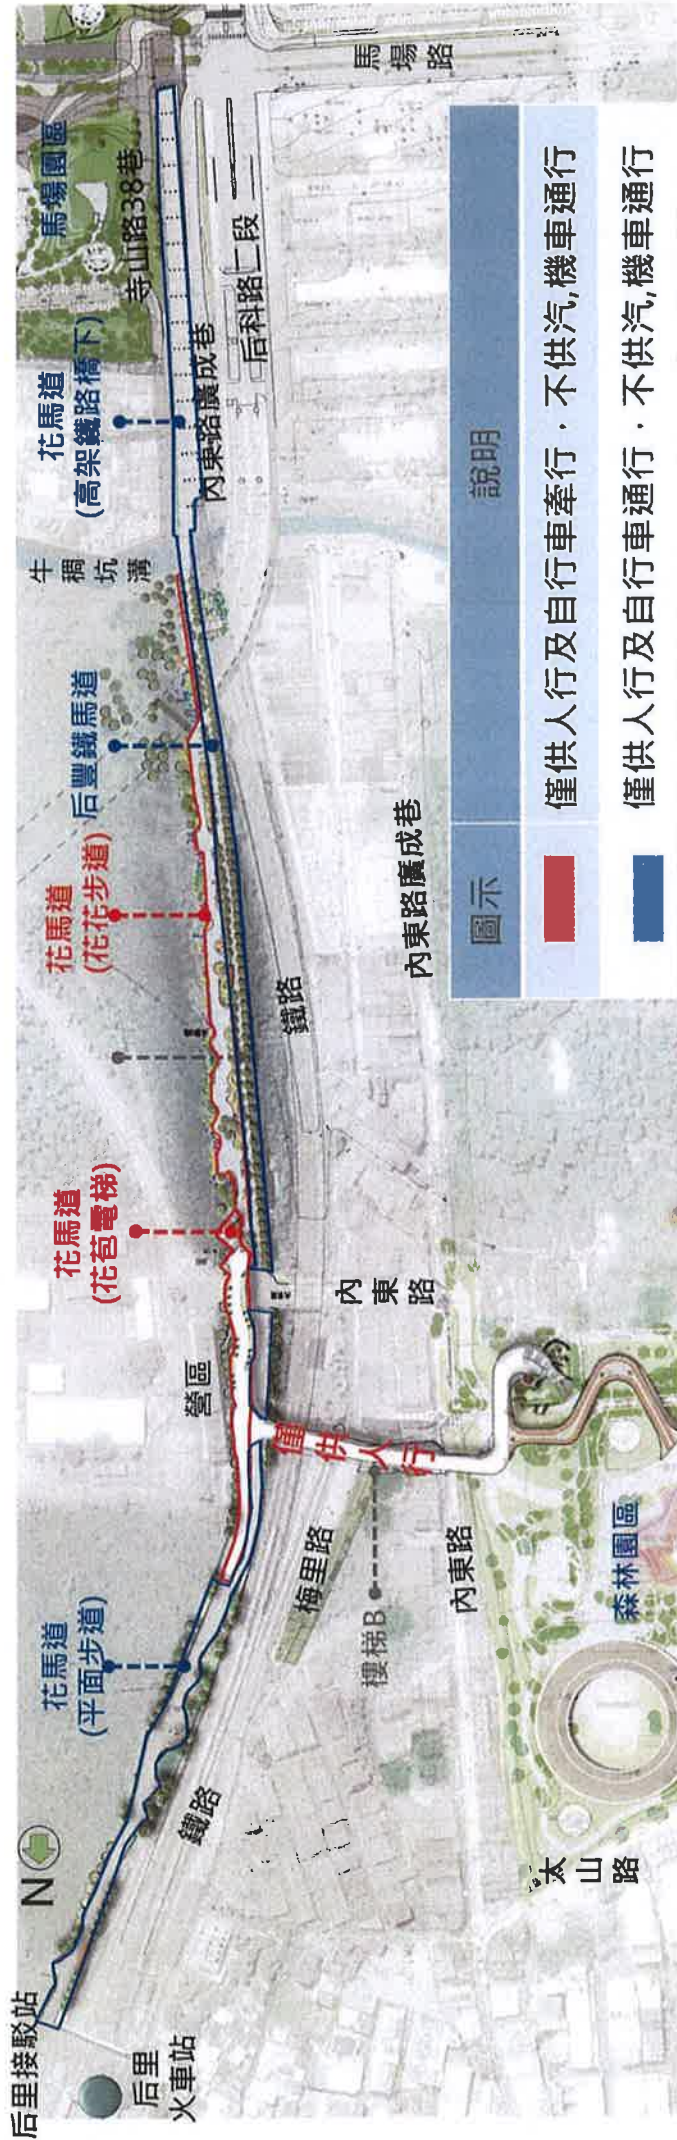 后里接駁站
后里
火車站
N
花馬道
(平面步道)
鐵路
太
山
路
營區
梅里路
樓梯B
內東路
森林園區
僅供人行
花馬道
(花苞電梯)
內
東
路
花馬道
(花花步道)
鐵路
內東路廣成巷
后豐鐵馬道
牛
稠
坑
溝
花馬道
(高架鐵路橋下)
內東路廣成巷
后科路二段
寺山路38巷
馬場園區
馬
場
路
圖示 說明
僅供人行及自行車牽行，不供汽,機車通行
僅供人行及自行車通行，不供汽,機車通行